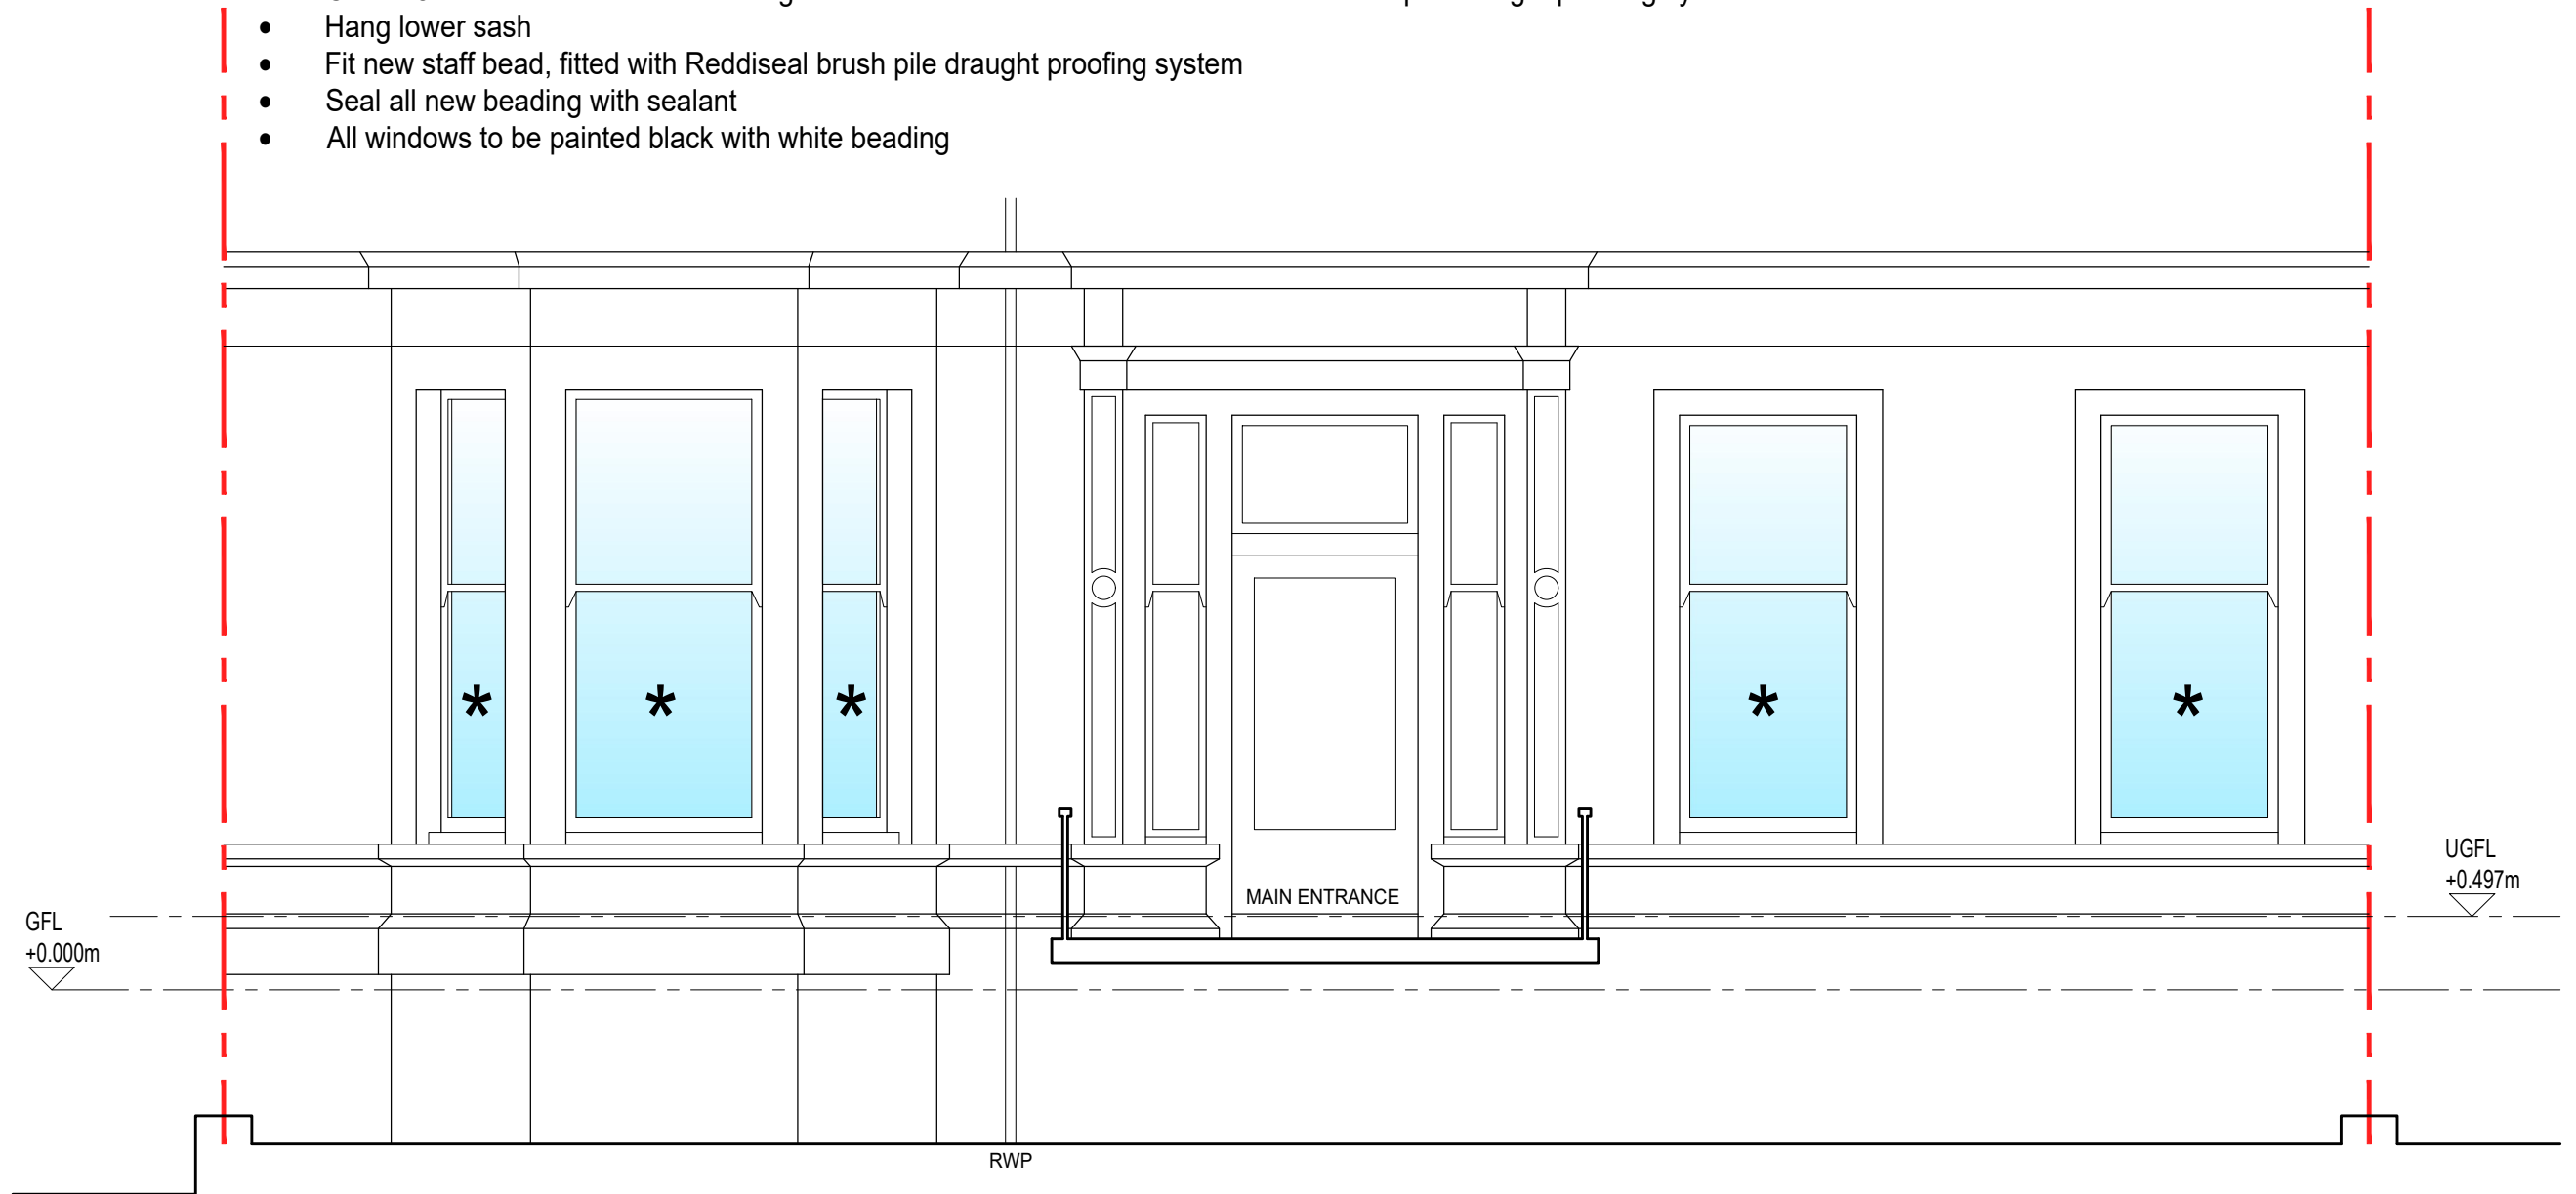 • Hang lower sash
• Fit new staff bead, fitted with Reddiseal brush pile draught proofing system
• Seal all new beading with sealant
• All windows to be painted black with white beading
*
*
*
*
*
MAIN ENTRANCE
UGFL
+0.497m
GFL
+0.000m
RWP